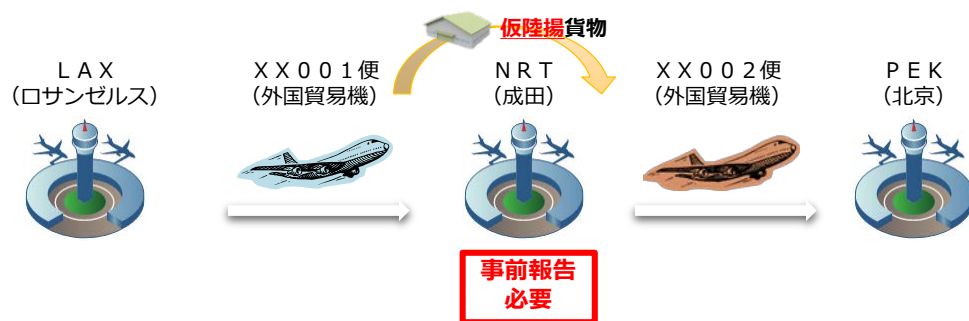 仮陸揚貨物
ＬＡＸ
（ロサンゼルス）
ＸＸ００１便
（外国貿易機）
ＮＲＴ
（成田）
ＸＸ００２便
（外国貿易機）
ＰＥＫ
（北京）
事前報告
必要